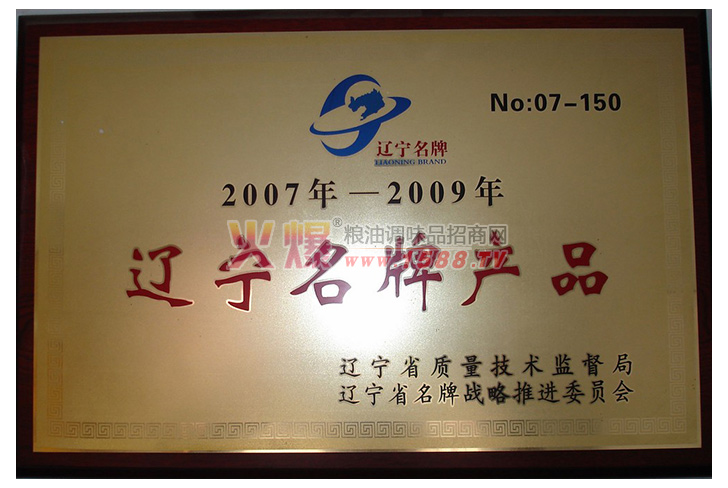 No:07-150
辽宁名牌
LIAONING BRAND
2007年—2009年
火爆®粮油调味品招商网
www.1588.TV
辽宁名牌产品
辽宁省质量技术监督局
辽宁省名牌战略推进委员会